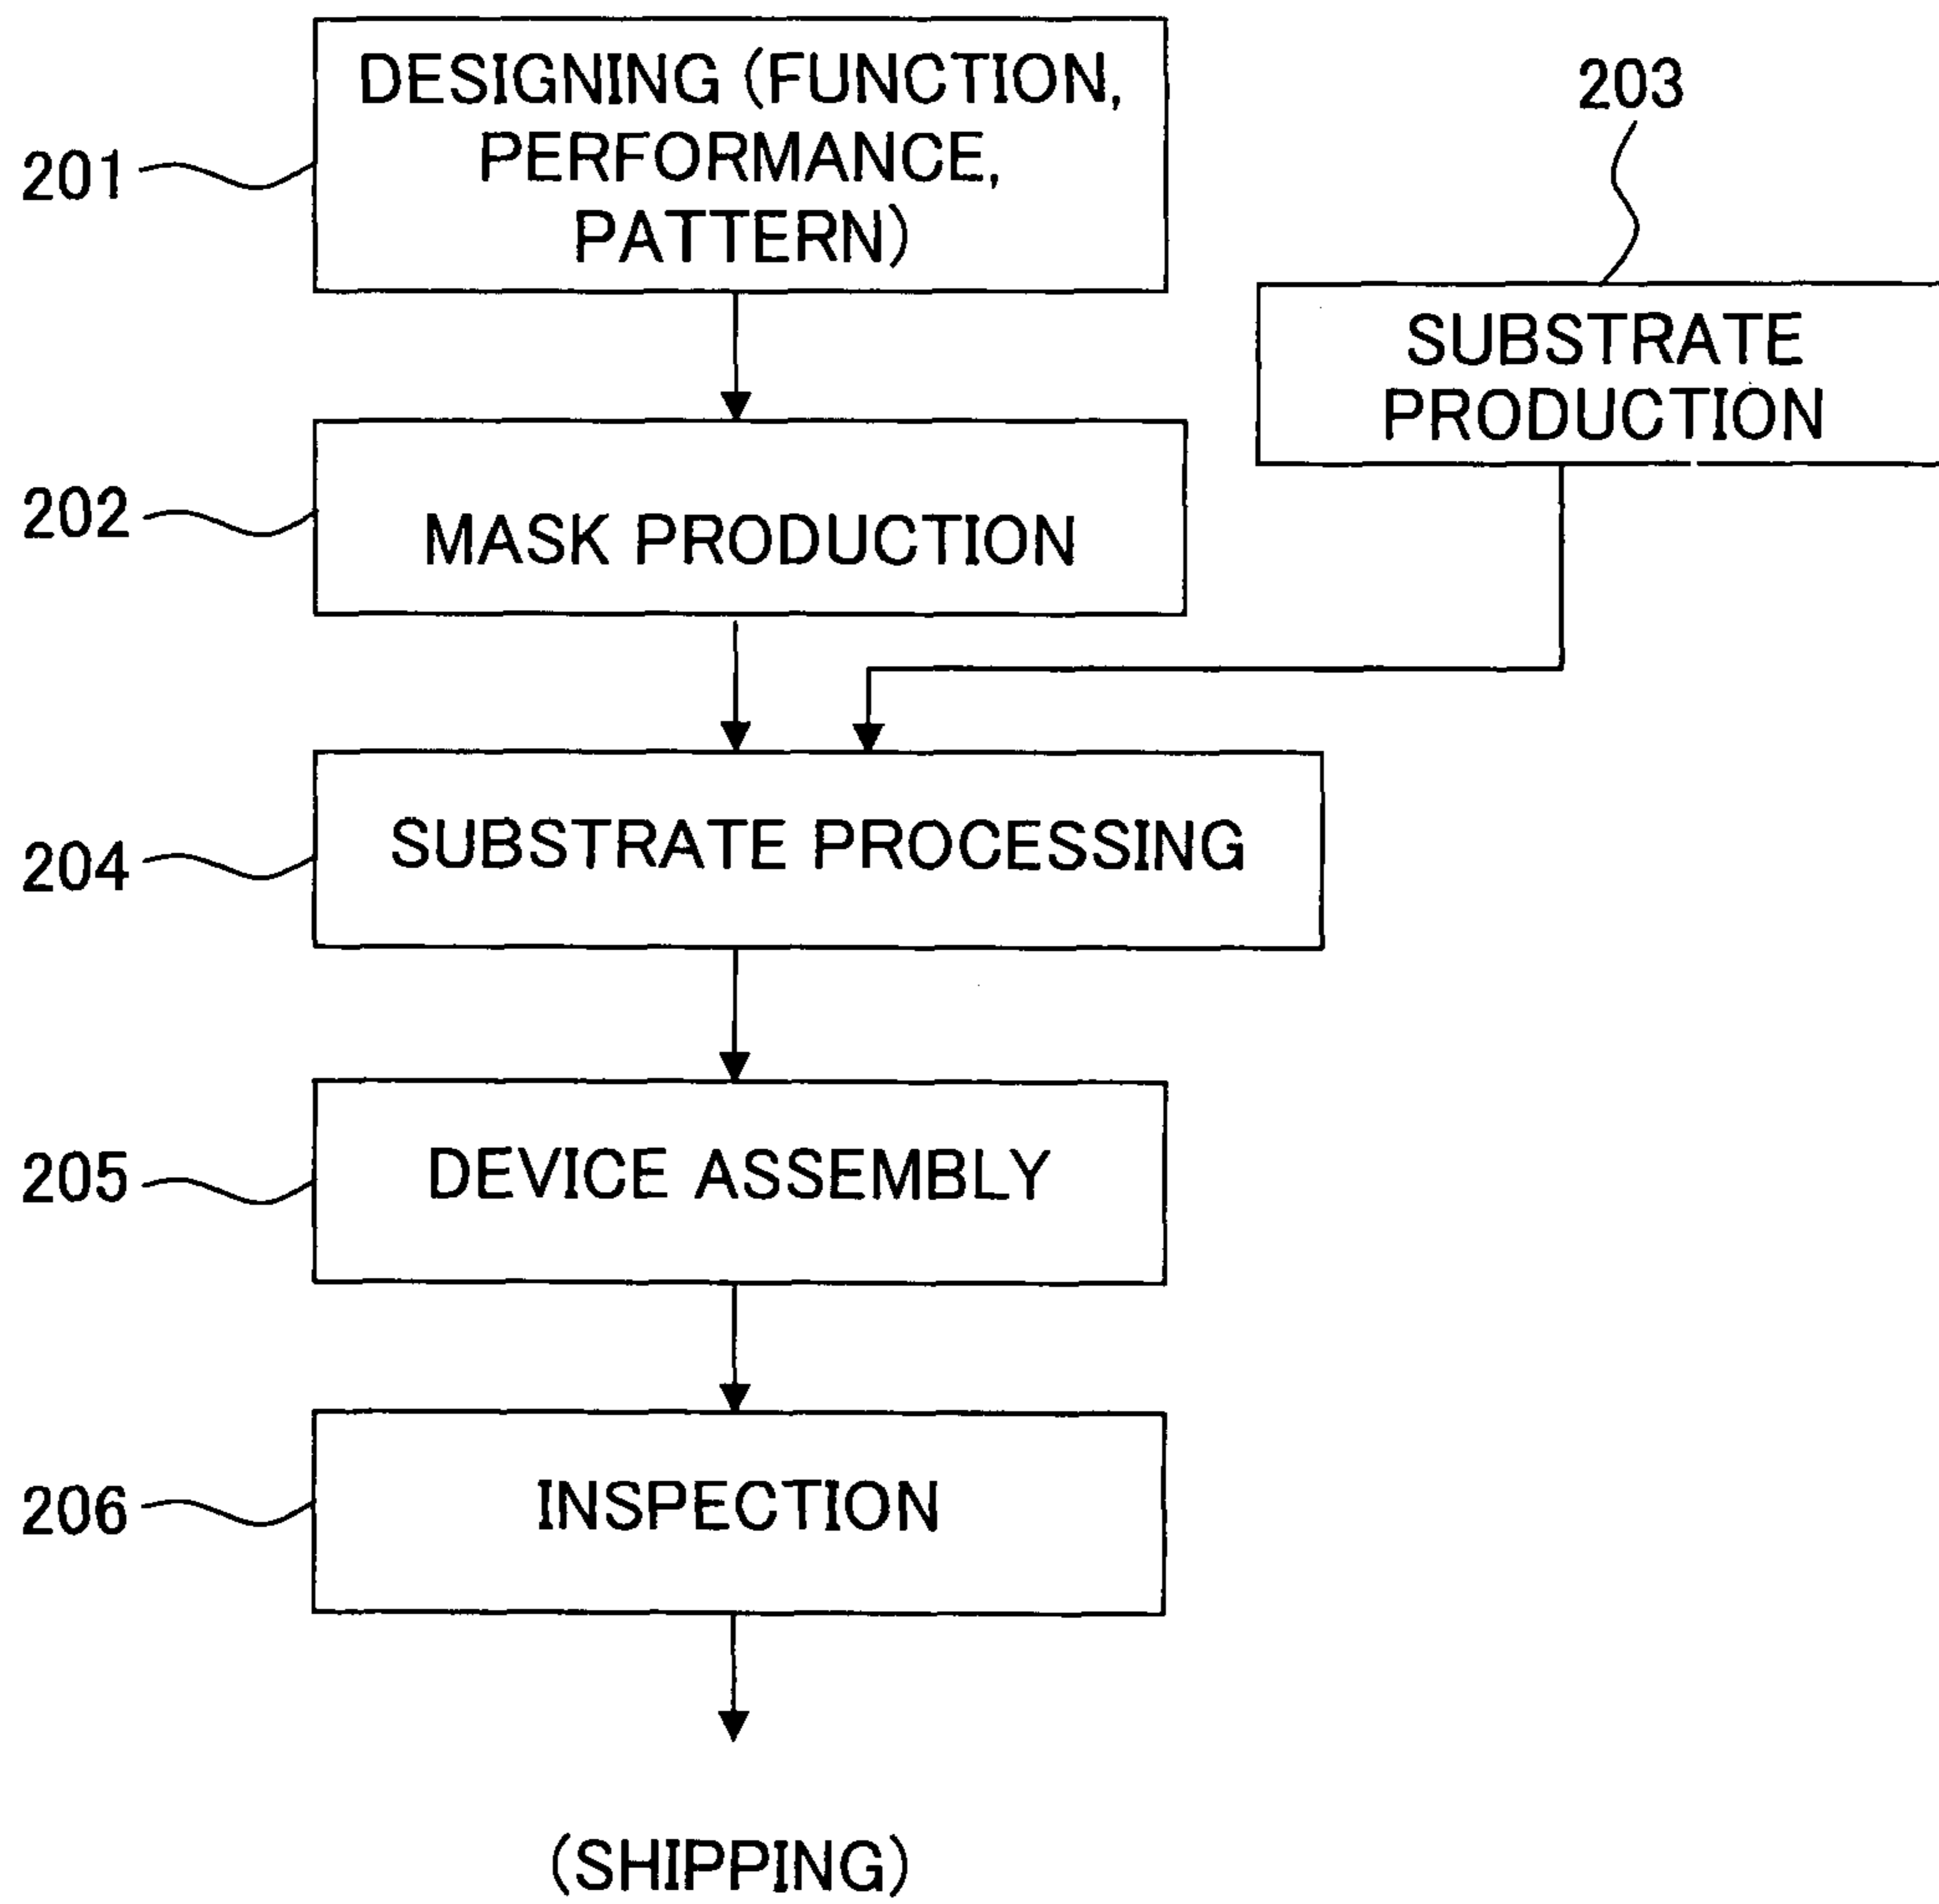 DESIGNING (FUNCTION,
PERFORMANCE,
PATTERN)
201
203
SUBSTRATE
PRODUCTION
202
MASK PRODUCTION
204
SUBSTRATE PROCESSING
205
DEVICE ASSEMBLY
206
INSPECTION
(SHIPPING)